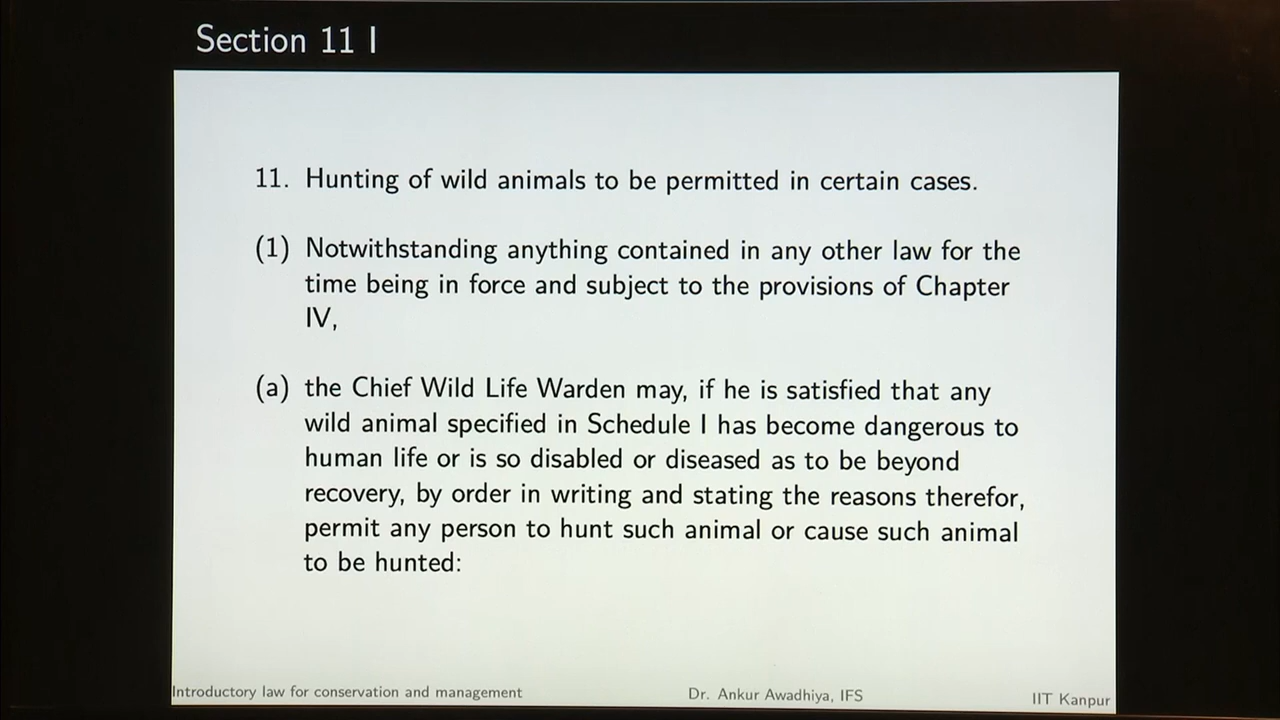 Section 11 I
11. Hunting of wild animals to be permitted in certain cases.
(1) Notwithstanding anything contained in any other law for the
time being in force and subject to the provisions of Chapter
IV,
(a) the Chief Wild Life Warden may, if he is satisfied that any
wild animal specified in Schedule I has become dangerous to
human life or is so disabled or diseased as to be beyond
recovery, by order in writing and stating the reasons therefor,
permit any person to hunt such animal or cause such animal
to be hunted:
Introductory law for conservation and management Dr. Ankur Awadhiya, IFS IIT Kanpur